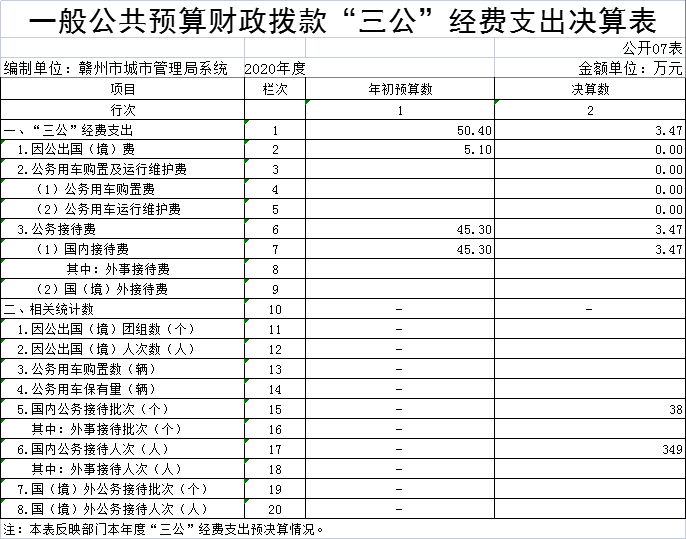 一般公共预算财政拨款“三公”经费支出决算表
公开07表
编制单位：赣州市城市管理局系统 2020年度 金额单位：万元
项目 栏次 年初预算数 决算数
行次 1 2
一、“三公”经费支出 1 50.40 3.47
1.因公出国（境）费 2 5.10 0.00
2.公务用车购置及运行维护费 3 0.00
（1）公务用车购置费 4 0.00
（2）公务用车运行维护费 5 0.00
3.公务接待费 6 45.30 3.47
（1）国内接待费 7 45.30 3.47
其中：外事接待费 8
（2）国（境）外接待费 9
二、相关统计数 10 - -
1.因公出国（境）团组数（个） 11 -
2.因公出国（境）人次数（人） 12 -
3.公务用车购置数（辆） 13 -
4.公务用车保有量（辆） 14 -
5.国内公务接待批次（个） 15 - 38
其中：外事接待批次（个） 16 -
6.国内公务接待人次（人） 17 - 349
其中：外事接待人次（人） 18 -
7.国（境）外公务接待批次（个） 19 -
8.国（境）外公务接待人次（人） 20 -
注：本表反映部门本年度“三公”经费支出预决算情况。